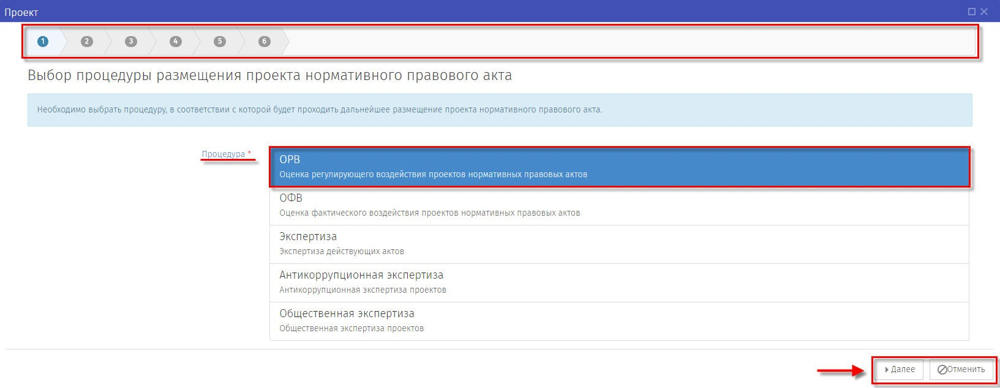 Проект
1 2 3 4 5 6
Выбор процедуры размещения проекта нормативного правового акта
Необходимо выбрать процедуру, в соответствии с которой будет проходить дальнейшее размещение проекта нормативного правового акта.
Процедура *
ОРВ
Оценка регулирующего воздействия проектов нормативных правовых актов
ОФВ
Оценка фактического воздействия проектов нормативных правовых актов
Экспертиза
Экспертиза действующих актов
Антикоррупционная экспертиза
Антикоррупционная экспертиза проектов
Общественная экспертиза
Общественная экспертиза проектов
Далее Отменить